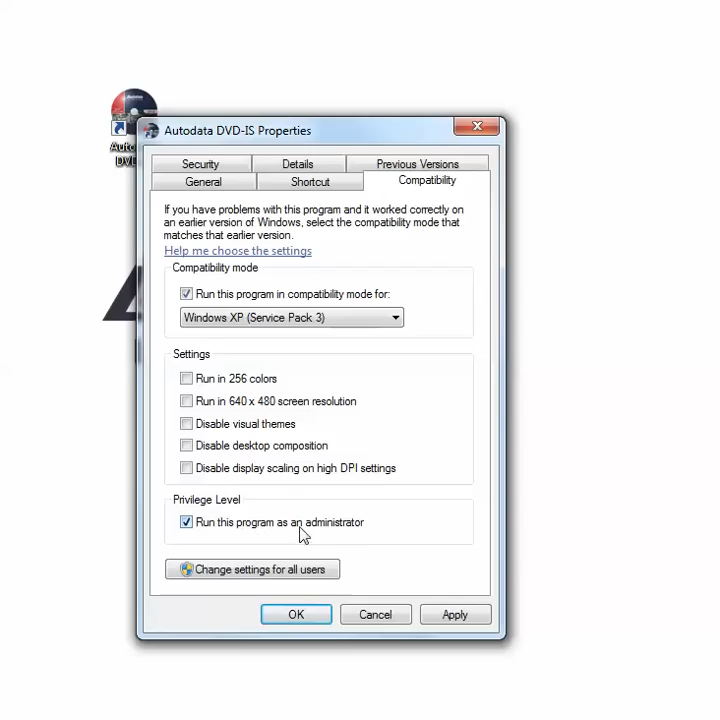 Auto
DVD
Autodata DVD-IS Properties
Security
Details
Previous Versions
General
Shortcut
Compatibility
If you have problems with this program and it worked correctly on
an earlier version of Windows, select the compatibility mode that
matches that earlier version.
Help me choose the settings
Compatibility mode
Run this program in compatibility mode for:
Windows XP (Service Pack 3)
Settings
Run in 256 colors
Run in 640 x 480 screen resolution
Disable visual themes
Disable desktop composition
Disable display scaling on high DPI settings
Privilege Level
Run this program as an administrator
Change settings for all users
OK
Cancel
Apply